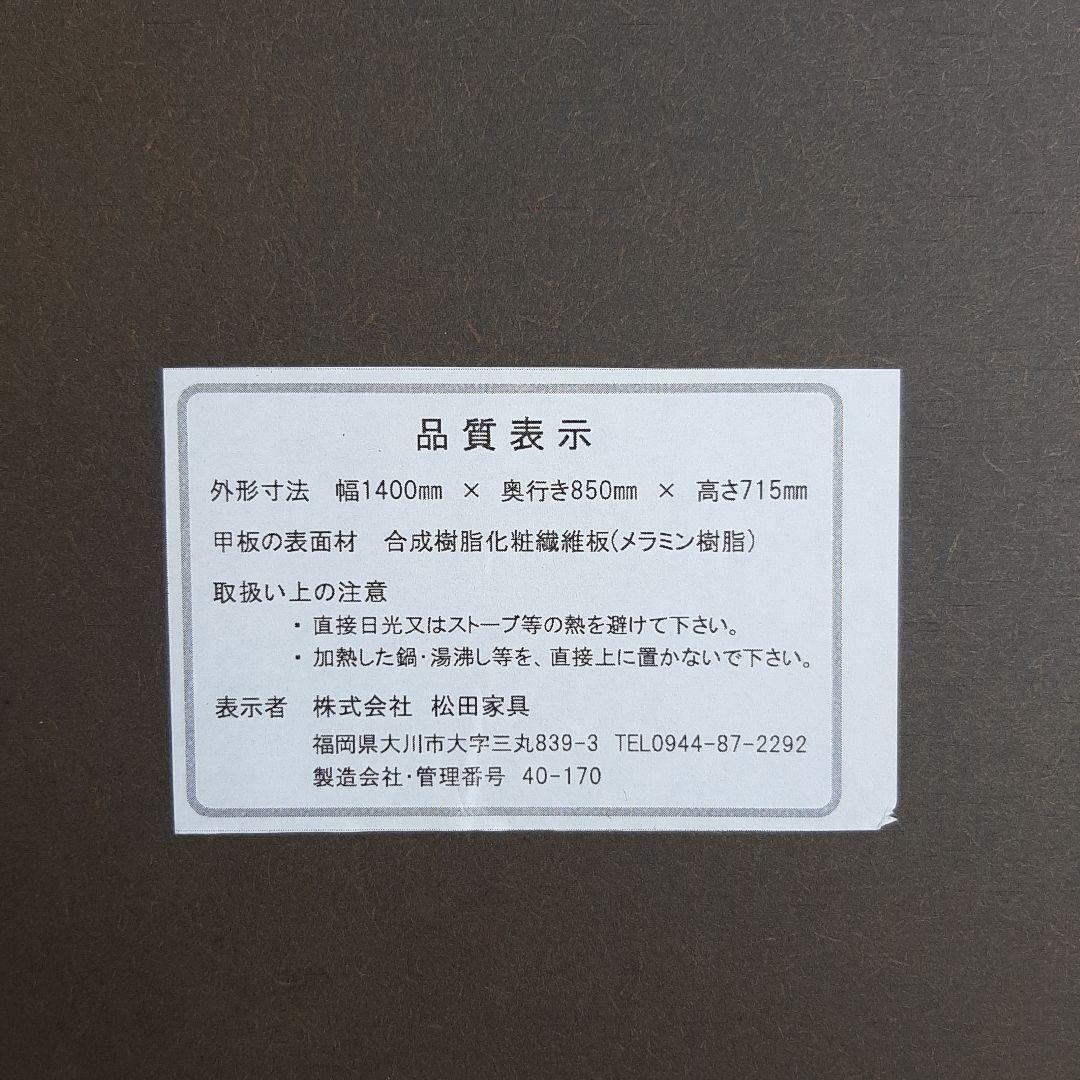 品質表示
外形寸法 幅1400㎜ × 奥行き850㎜ × 高さ715㎜
甲板の表面材 合成樹脂化粧繊維板(メラミン樹脂)
取扱い上の注意
・直接日光又はストーブ等の熱を避けて下さい。
・加熱した鍋・湯沸し等を、直接上に置かないで下さい。
表示者 株式会社 松田家具
福岡県大川市大字三丸839-3 TEL0944-87-2292
製造会社・管理番号 40-170